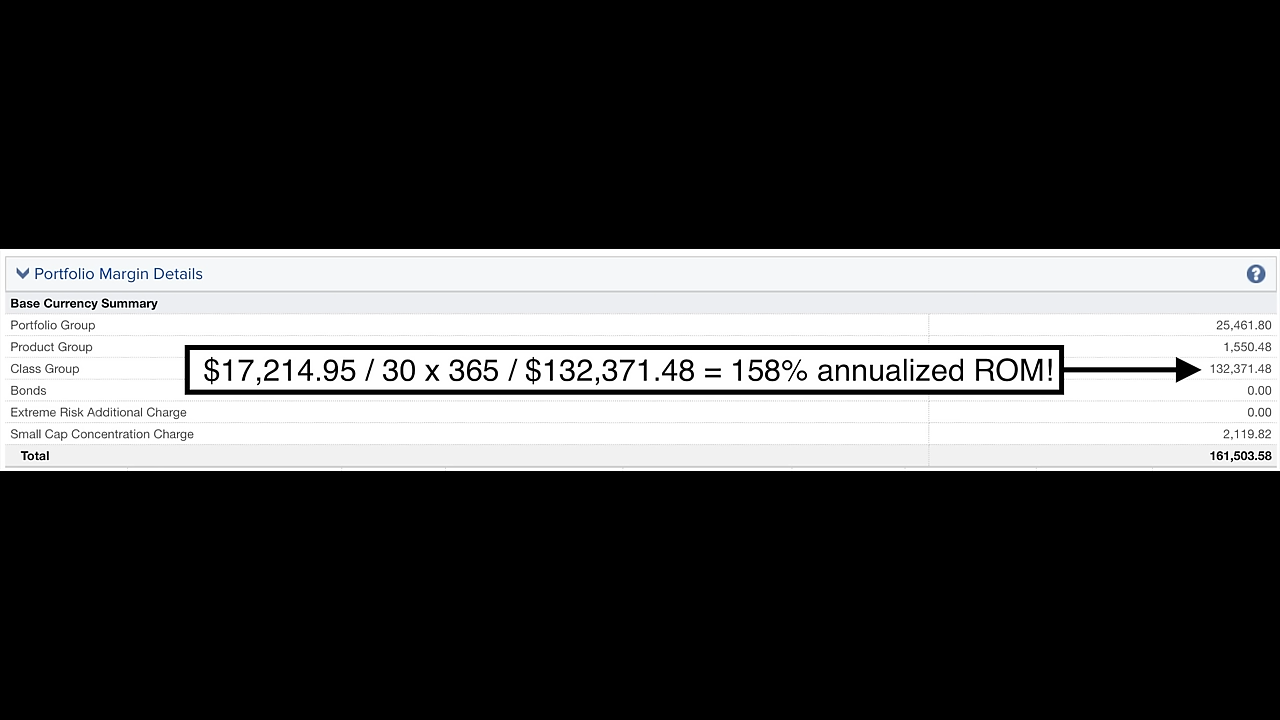 Portfolio Margin Details
Base Currency Summary
Portfolio Group 25,461.80
Product Group 1,550.48
$17,214.95 / 30 x 365 / $132,371.48 = 158% annualized ROM!
Class Group 132,371.48
Bonds 0.00
Extreme Risk Additional Charge 0.00
Small Cap Concentration Charge 2,119.82
Total 161,503.58